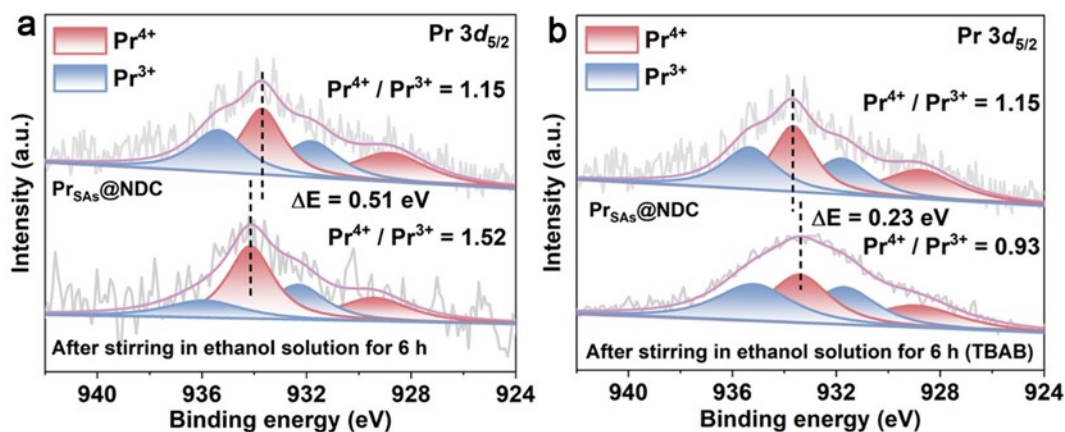 a
Pr⁴⁺
Pr³⁺
Pr 3d₅/₂
Pr⁴⁺ / Pr³⁺ = 1.15
Pr_SAs@NDC
ΔE = 0.51 eV
Pr⁴⁺ / Pr³⁺ = 1.52
After stirring in ethanol solution for 6 h
Intensity (a.u.)
940 936 932 928 924
Binding energy (eV)
b
Pr⁴⁺
Pr³⁺
Pr 3d₅/₂
Pr⁴⁺ / Pr³⁺ = 1.15
Pr_SAs@NDC
ΔE = 0.23 eV
Pr⁴⁺ / Pr³⁺ = 0.93
After stirring in ethanol solution for 6 h (TBAB)
Intensity (a.u.)
940 936 932 928 924
Binding energy (eV)